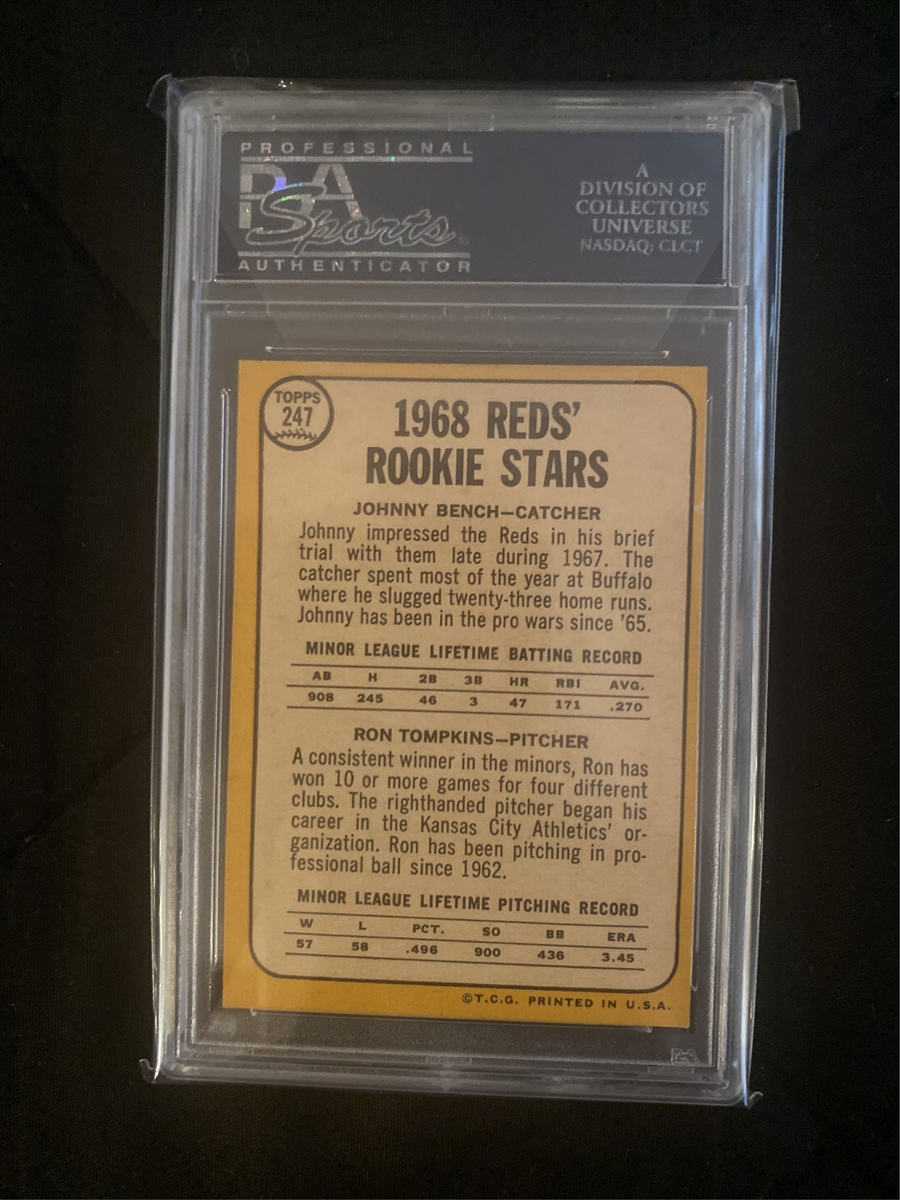 PROFESSIONAL
PSA
Sports®
AUTHENTICATOR
A
DIVISION OF
COLLECTORS
UNIVERSE
NASDAQ: CLCT
TOPPS
247
1968 REDS'
ROOKIE STARS
JOHNNY BENCH—CATCHER
Johnny impressed the Reds in his brief
trial with them late during 1967. The
catcher spent most of the year at Buffalo
where he slugged twenty-three home runs.
Johnny has been in the pro wars since '65.
MINOR LEAGUE LIFETIME BATTING RECORD
AB H 2B 3B HR RBI AVG.
908 245 46 3 47 171 .270
RON TOMPKINS—PITCHER
A consistent winner in the minors, Ron has
won 10 or more games for four different
clubs. The righthanded pitcher began his
career in the Kansas City Athletics' or-
ganization. Ron has been pitching in pro-
fessional ball since 1962.
MINOR LEAGUE LIFETIME PITCHING RECORD
W L PCT. SO BB ERA
57 58 .496 900 436 3.45
©T.C.G. PRINTED IN U.S.A.
PSA